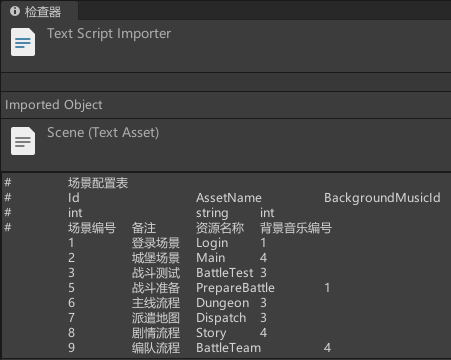 检查器
Text Script Importer
Imported Object
Scene (Text Asset)
# 场景配置表
# Id AssetName BackgroundMusicId
# int string int
# 场景编号 备注 资源名称 背景音乐编号
1 登录场景 Login 1
2 城堡场景 Main 4
3 战斗测试 BattleTest 3
5 战斗准备 PrepareBattle 1
6 主线流程 Dungeon 3
7 派遣地图 Dispatch 3
8 剧情流程 Story 4
9 编队流程 BattleTeam 4